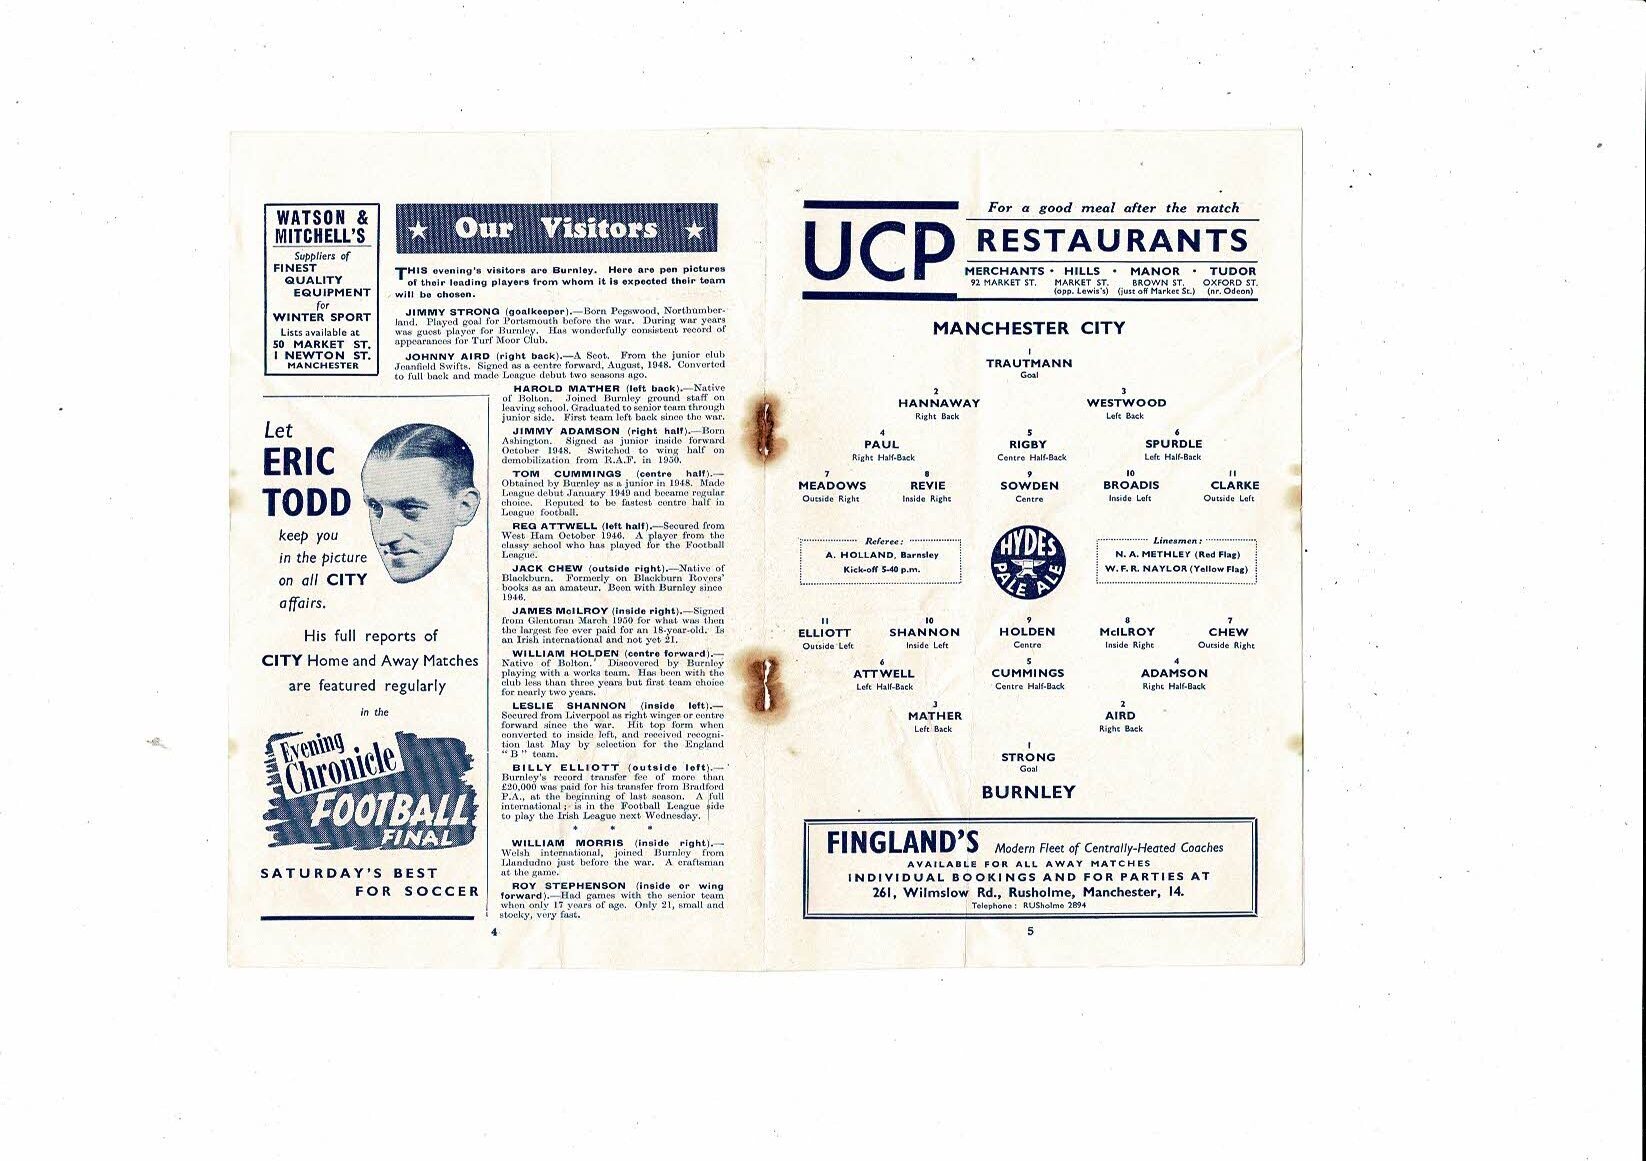 WATSON &
MITCHELL'S
Suppliers of
FINEST
QUALITY
EQUIPMENT
for
WINTER SPORT
Lists available at
50 MARKET ST.
1 NEWTON ST.
MANCHESTER
Our Visitors
THIS evening's visitors are Burnley. Here are pen pictures
of their leading players from whom it is expected their team
will be chosen.
JIMMY STRONG (goalkeeper).—Born Pegswood, Northumber-
land. Played goal for Portsmouth before the war. During war years
was guest player for Burnley. Has wonderfully consistent record of
appearances for Turf Moor Club.
JOHNNY AIRD (right back).—A Scot. From the junior club
Jeanfield Swifts. Signed as a centre forward, August, 1948. Converted
to full back and made League debut two seasons ago.
HAROLD MATHER (left back).—Native
of Bolton. Joined Burnley ground staff on
leaving school. Graduated to senior team through
junior side. First team left back since the war.
JIMMY ADAMSON (right half).—Born
Ashington. Signed as junior inside forward
October 1948. Switched to wing half on
demobilization from R.A.F. in 1950.
TOM CUMMINGS (centre half).—
Obtained by Burnley as a junior in 1948. Made
League debut January 1949 and became regular
choice. Reputed to be fastest centre half in
League football.
REG ATTWELL (left half).—Secured from
West Ham October 1946. A player from the
classy school who has played for the Football
League.
JACK CHEW (outside right).—Native of
Blackburn. Formerly on Blackburn Rovers'
books as an amateur. Been with Burnley since
1946.
JAMES McILROY (inside right).—Signed
from Glentoran March 1950 for what was then
the largest fee ever paid for an 18-year-old. Is
an Irish international and not yet 21.
WILLIAM HOLDEN (centre forward).—
Native of Bolton. Discovered by Burnley
playing with a works team. Has been with the
club less than three years but first team choice
for nearly two years.
LESLIE SHANNON (inside left).—
Secured from Liverpool as right winger or centre
forward since the war. Hit top form when
converted to inside left, and received recogni-
tion last May by selection for the England
"B" team.
BILLY ELLIOTT (outside left).—
Burnley's record transfer fee of more than
£20,000 was paid for his transfer from Bradford
P.A., at the beginning of last season. A full
international; is in the Football League side
to play the Irish League next Wednesday.
* * *
WILLIAM MORRIS (inside right).—
Welsh international, joined Burnley from
Llandudno just before the war. A craftsman
at the game.
ROY STEPHENSON (inside or wing
forward).—Had games with the senior team
when only 17 years of age. Only 21, small and
stocky, very fast.
Let
ERIC
TODD
keep you
in the picture
on all CITY
affairs.
His full reports of
CITY Home and Away Matches
are featured regularly
in the
Evening
Chronicle
FOOTBALL
FINAL
SATURDAY'S BEST
FOR SOCCER
4
UCP
For a good meal after the match
RESTAURANTS
MERCHANTS • HILLS • MANOR • TUDOR
92 MARKET ST. MARKET ST. BROWN ST. OXFORD ST.
(opp. Lewis's) (just off Market St.) (nr. Odeon)
MANCHESTER CITY
1
TRAUTMANN
Goal
2 3
HANNAWAY WESTWOOD
Right Back Left Back
4 5 6
PAUL RIGBY SPURDLE
Right Half-Back Centre Half-Back Left Half-Back
7 8 9 10 11
MEADOWS REVIE SOWDEN BROADIS CLARKE
Outside Right Inside Right Centre Inside Left Outside Left
Referee:
A. HOLLAND, Barnsley
Kick-off 5-40 p.m.
HYDES
PALE ALE
Linesmen:
N. A. METHLEY (Red Flag)
W. F. R. NAYLOR (Yellow Flag)
11 10 9 8 7
ELLIOTT SHANNON HOLDEN McILROY CHEW
Outside Left Inside Left Centre Inside Right Outside Right
6 5 4
ATTWELL CUMMINGS ADAMSON
Left Half-Back Centre Half-Back Right Half-Back
3 2
MATHER AIRD
Left Back Right Back
1
STRONG
Goal
BURNLEY
FINGLAND'S Modern Fleet of Centrally-Heated Coaches
AVAILABLE FOR ALL AWAY MATCHES
INDIVIDUAL BOOKINGS AND FOR PARTIES AT
261, Wilmslow Rd., Rusholme, Manchester, 14.
Telephone: RUSholme 2894
5